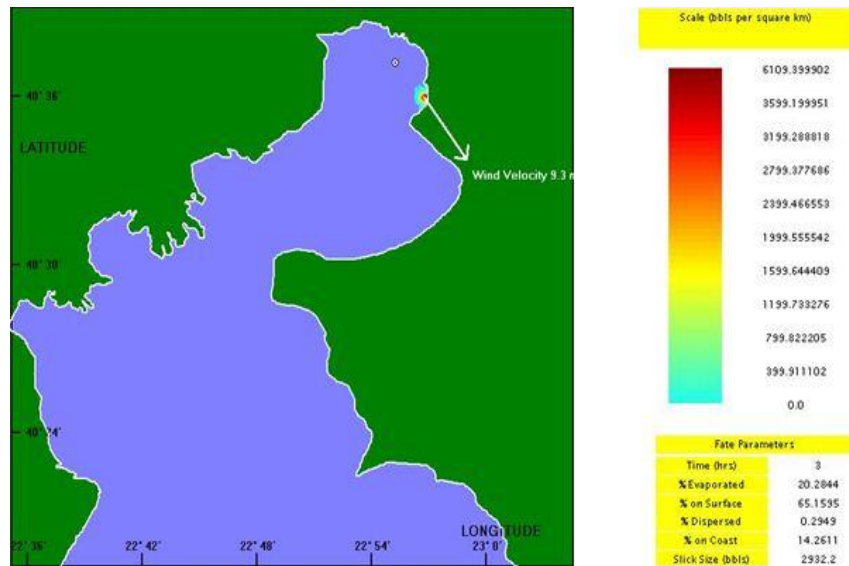 Scale (bbls per square km)
6109.399902
3599.199951
3199.288818
2799.377686
2399.466553
1999.555542
1599.644409
1199.733276
799.822205
399.911102
0.0
40° 36'
LATITUDE
Wind Velocity 9.3 m
40° 30'
40° 24'
LONGITUDE
22° 36' 22° 42' 22° 48' 22° 54' 23° 0'
Fate Parameters
Time (hrs) 3
% Evaporated 20.2844
% on Surface 65.1595
% Dispersed 0.2949
% on Coast 14.2611
Slick Size (bbls) 2932.2